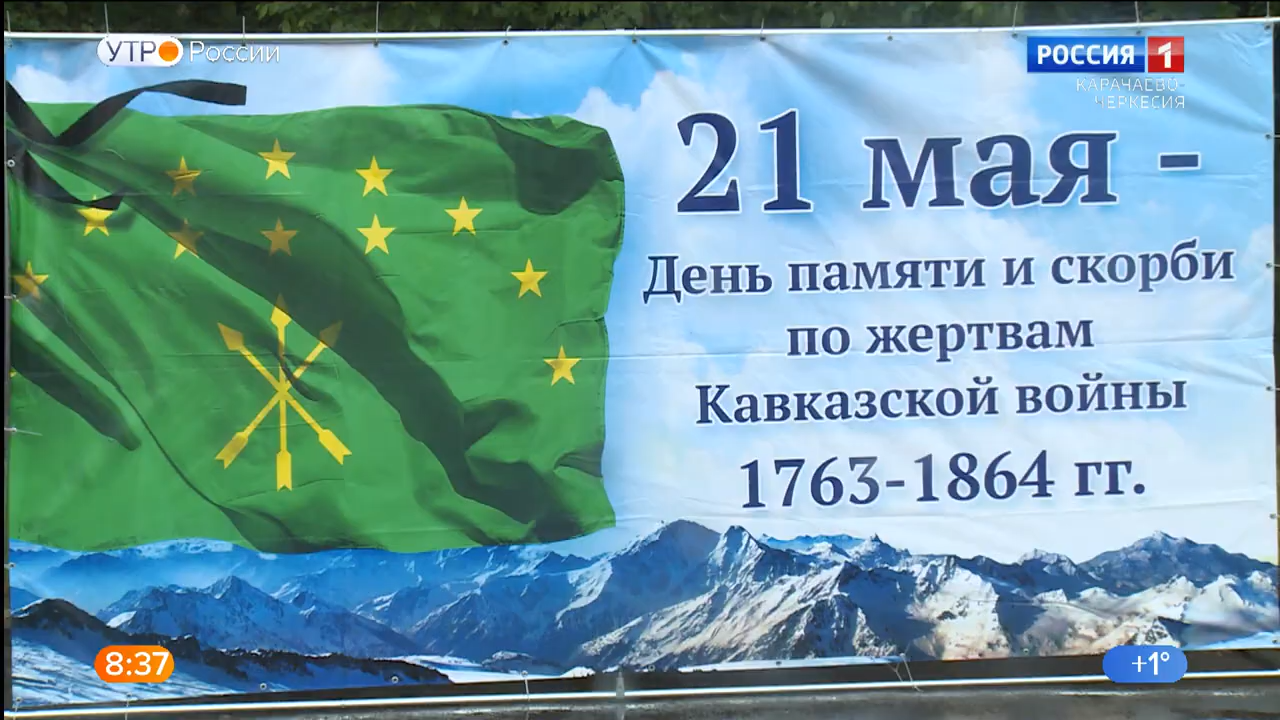 УТРО России
РОССИЯ 1
КАРАЧАЕВО-
ЧЕРКЕСИЯ
21 мая -
День памяти и скорби
по жертвам
Кавказской войны
1763-1864 гг.
8:37
+1°